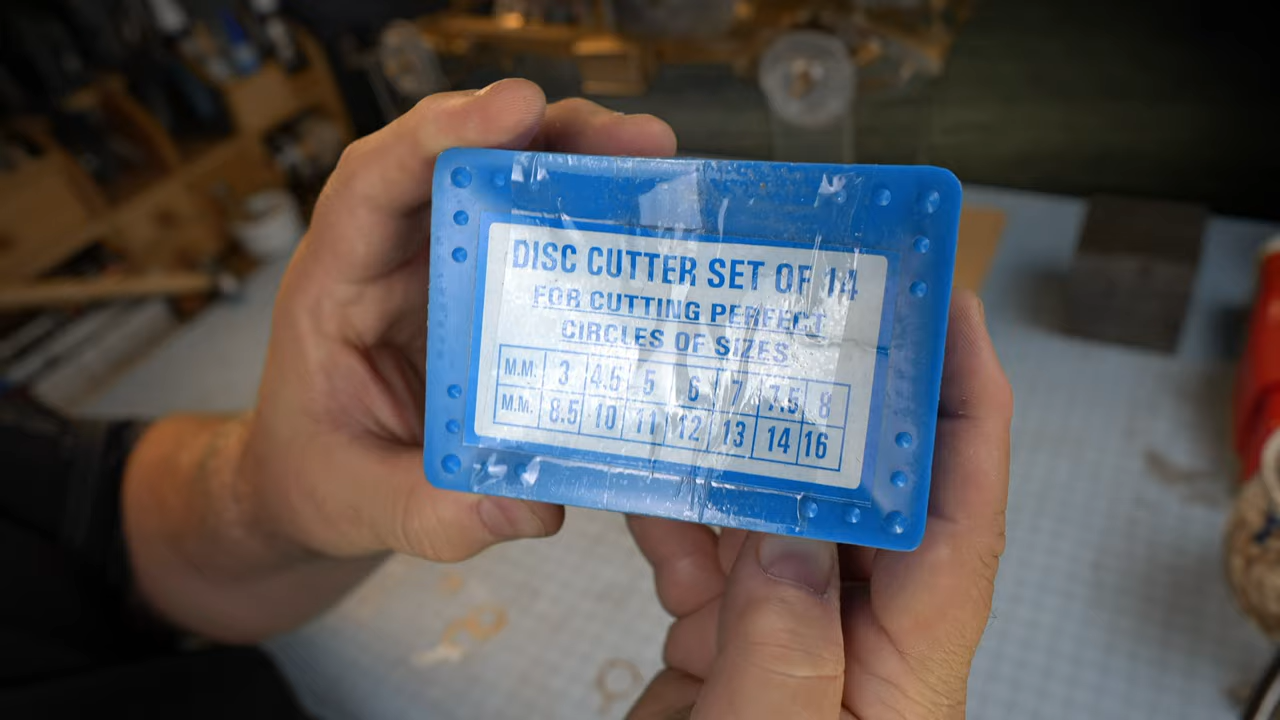 DISC CUTTER SET OF 14
FOR CUTTING PERFECT
CIRCLES OF SIZES
M.M. 3 4.5 5 6 7 7.5 8
M.M. 8.5 10 11 12 13 14 16